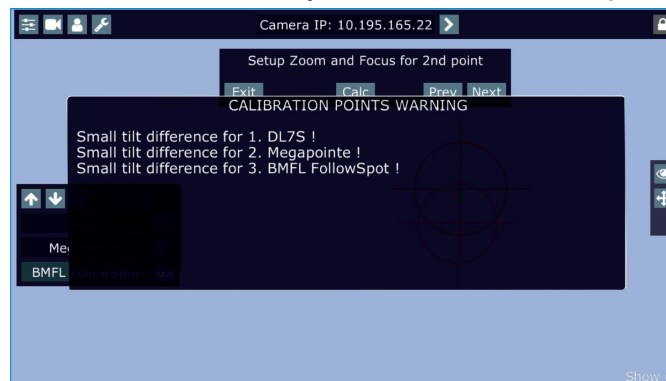 Camera IP: 10.195.165.22
Setup Zoom and Focus for 2nd point
Exit Calc Prev Next
CALIBRATION POINTS WARNING
Small tilt difference for 1. DL7S !
Small tilt difference for 2. Megapointe !
Small tilt difference for 3. BMFL FollowSpot !
BMFL FollowSpot
Show